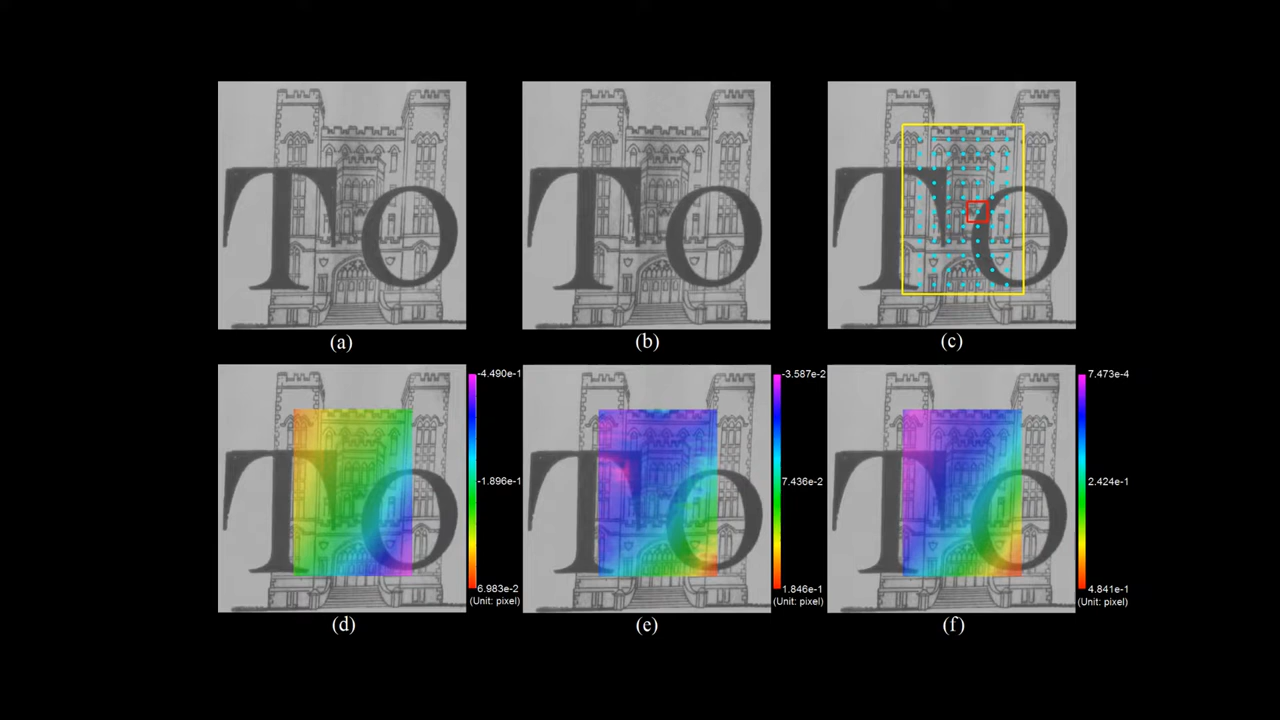 To
To
To
(a)
(b)
(c)
To
-4.490e-1
-1.896e-1
6.983e-2
(Unit: pixel)
To
-3.587e-2
7.436e-2
1.846e-1
(Unit: pixel)
To
7.473e-4
2.424e-1
4.841e-1
(Unit: pixel)
(d)
(e)
(f)